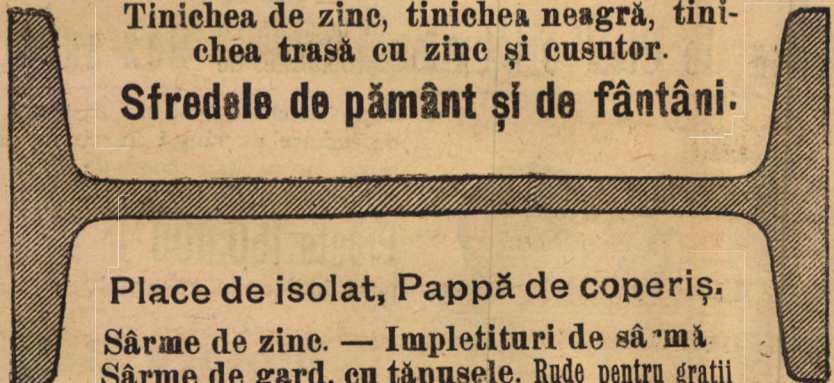 Tinichea de zinc, tinichea neagră, tini-
chea trasă cu zinc și cusutor.
Sfredele de pământ și de fântâni.
Place de isolat, Pappă de coperiș.
Sârme de zinc. — Impletituri de sârmă
Sârme de gard, cu tăpușele. Rude pentru gratii